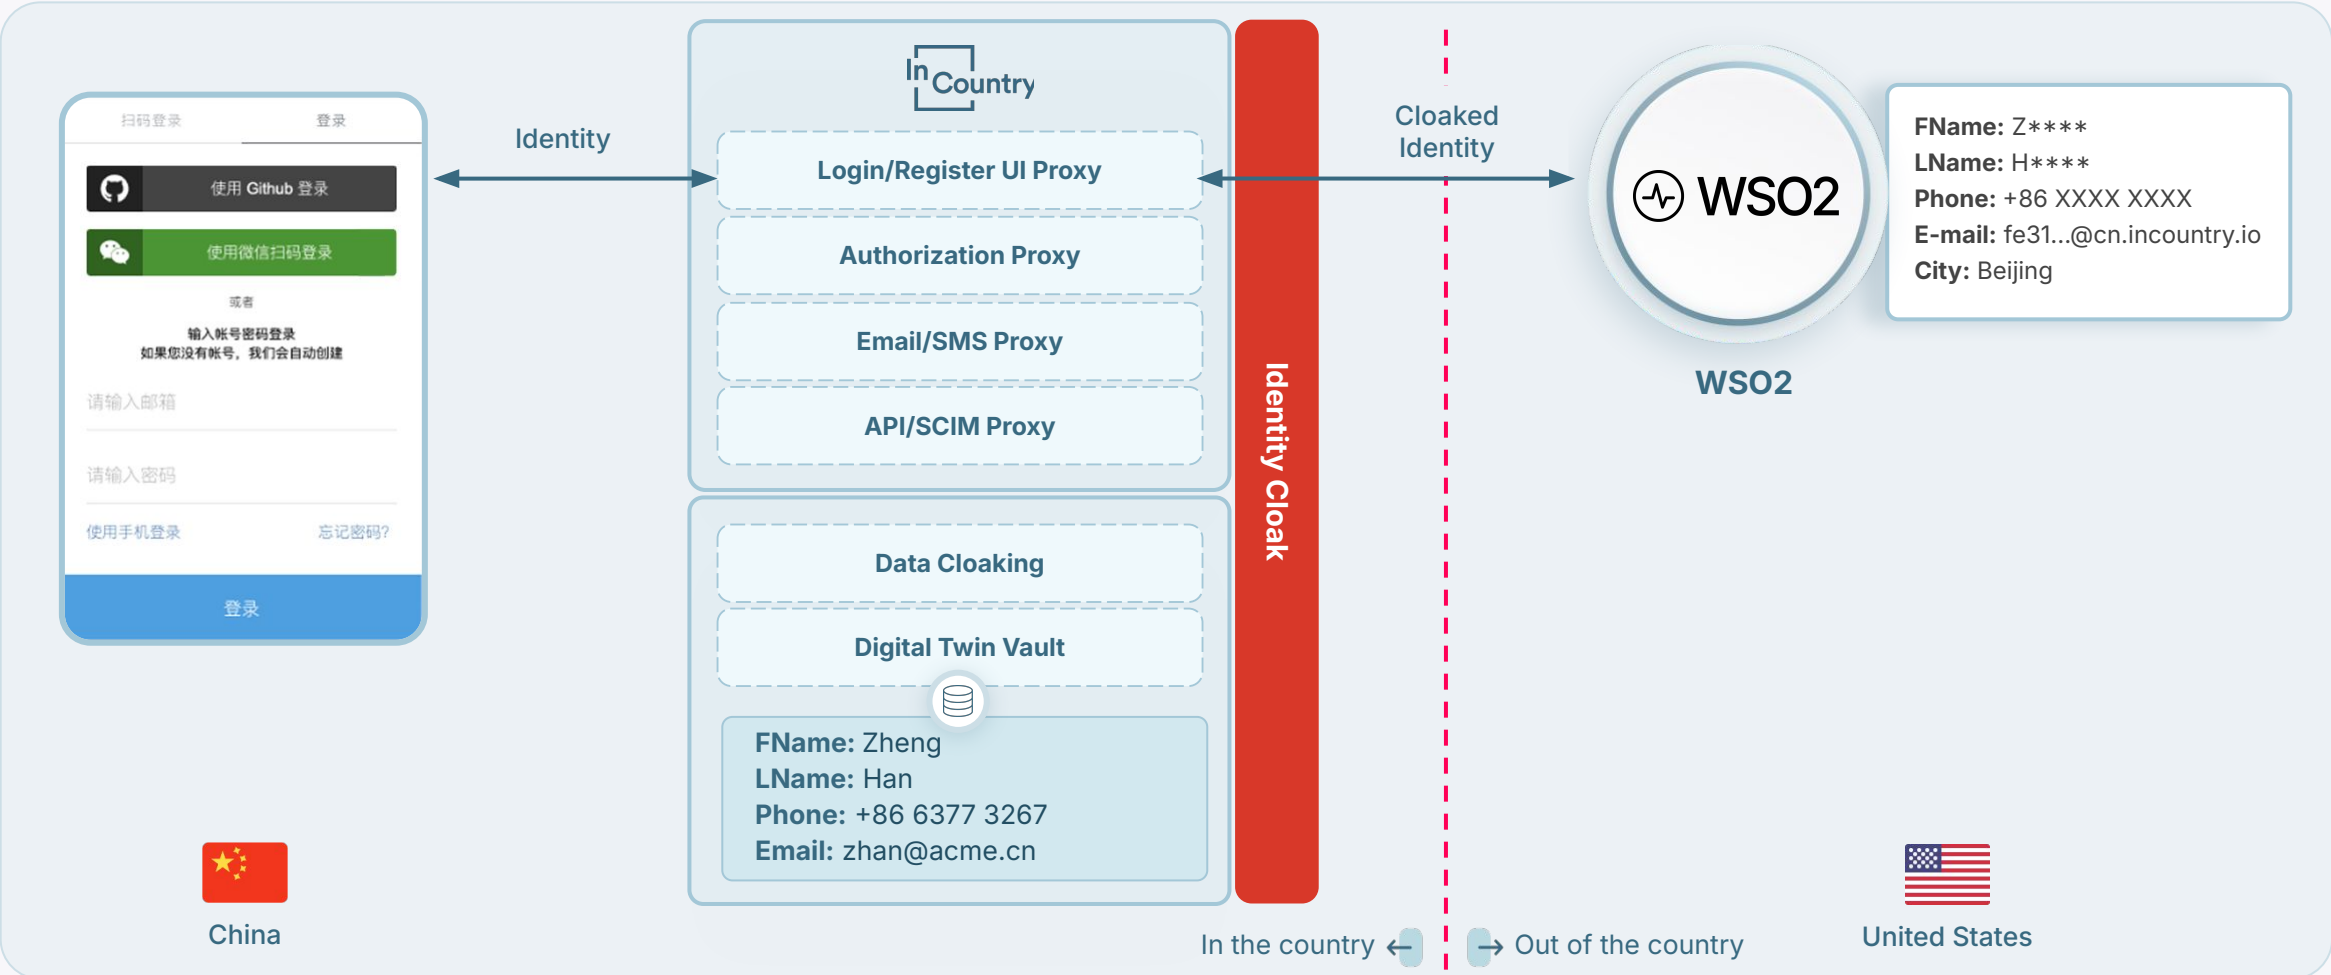 扫码登录
登录
使用 Github 登录
使用微信扫码登录
或者
输入帐号密码登录
如果您没有帐号，我们会自动创建
请输入邮箱
请输入密码
使用手机登录
忘记密码?
登录
China
Identity
In Country
Login/Register UI Proxy
Authorization Proxy
Email/SMS Proxy
API/SCIM Proxy
Data Cloaking
Digital Twin Vault
FName: Zheng
LName: Han
Phone: +86 6377 3267
Email: zhan@acme.cn
Identity Cloak
Cloaked
Identity
In the country
Out of the country
WSO2
WSO2
FName: Z****
LName: H****
Phone: +86 XXXX XXXX
E-mail: fe31...@cn.incountry.io
City: Beijing
United States